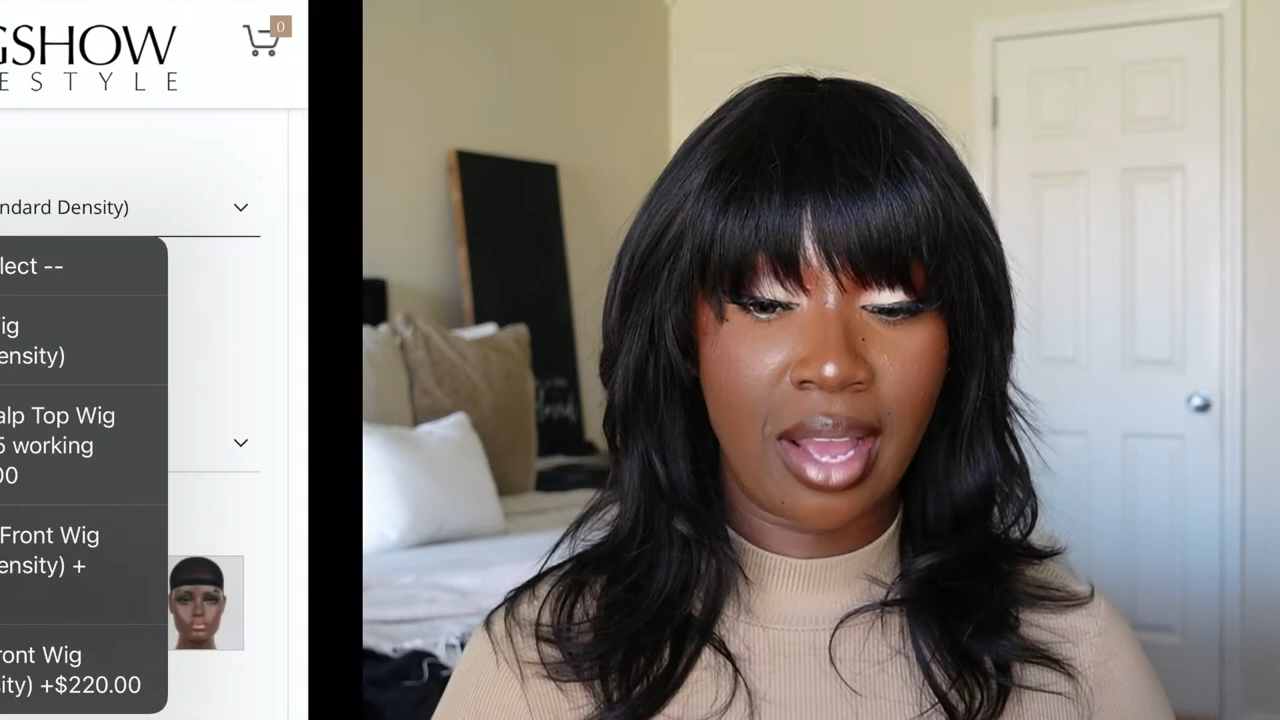 GSHOW
0
ESTYLE
ndard Density)
lect --
ig
ensity)
alp Top Wig
5 working
00
Front Wig
ensity) +
ront Wig
ity) +$220.00